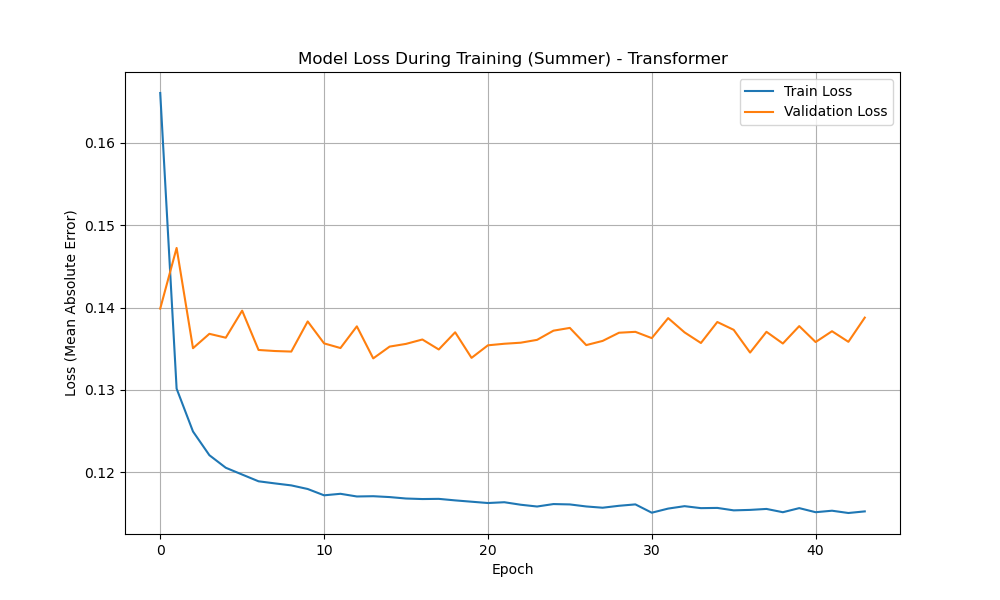 Model Loss During Training (Summer) - Transformer
Train Loss
Validation Loss
Loss (Mean Absolute Error)
0.16
0.15
0.14
0.13
0.12
0 10 20 30 40
Epoch